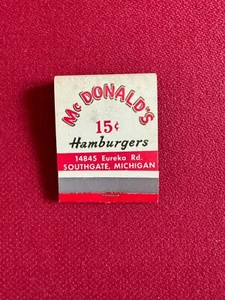 McDONALD'S
15¢
Hamburgers
14845 Eureka Rd.
SOUTHGATE, MICHIGAN